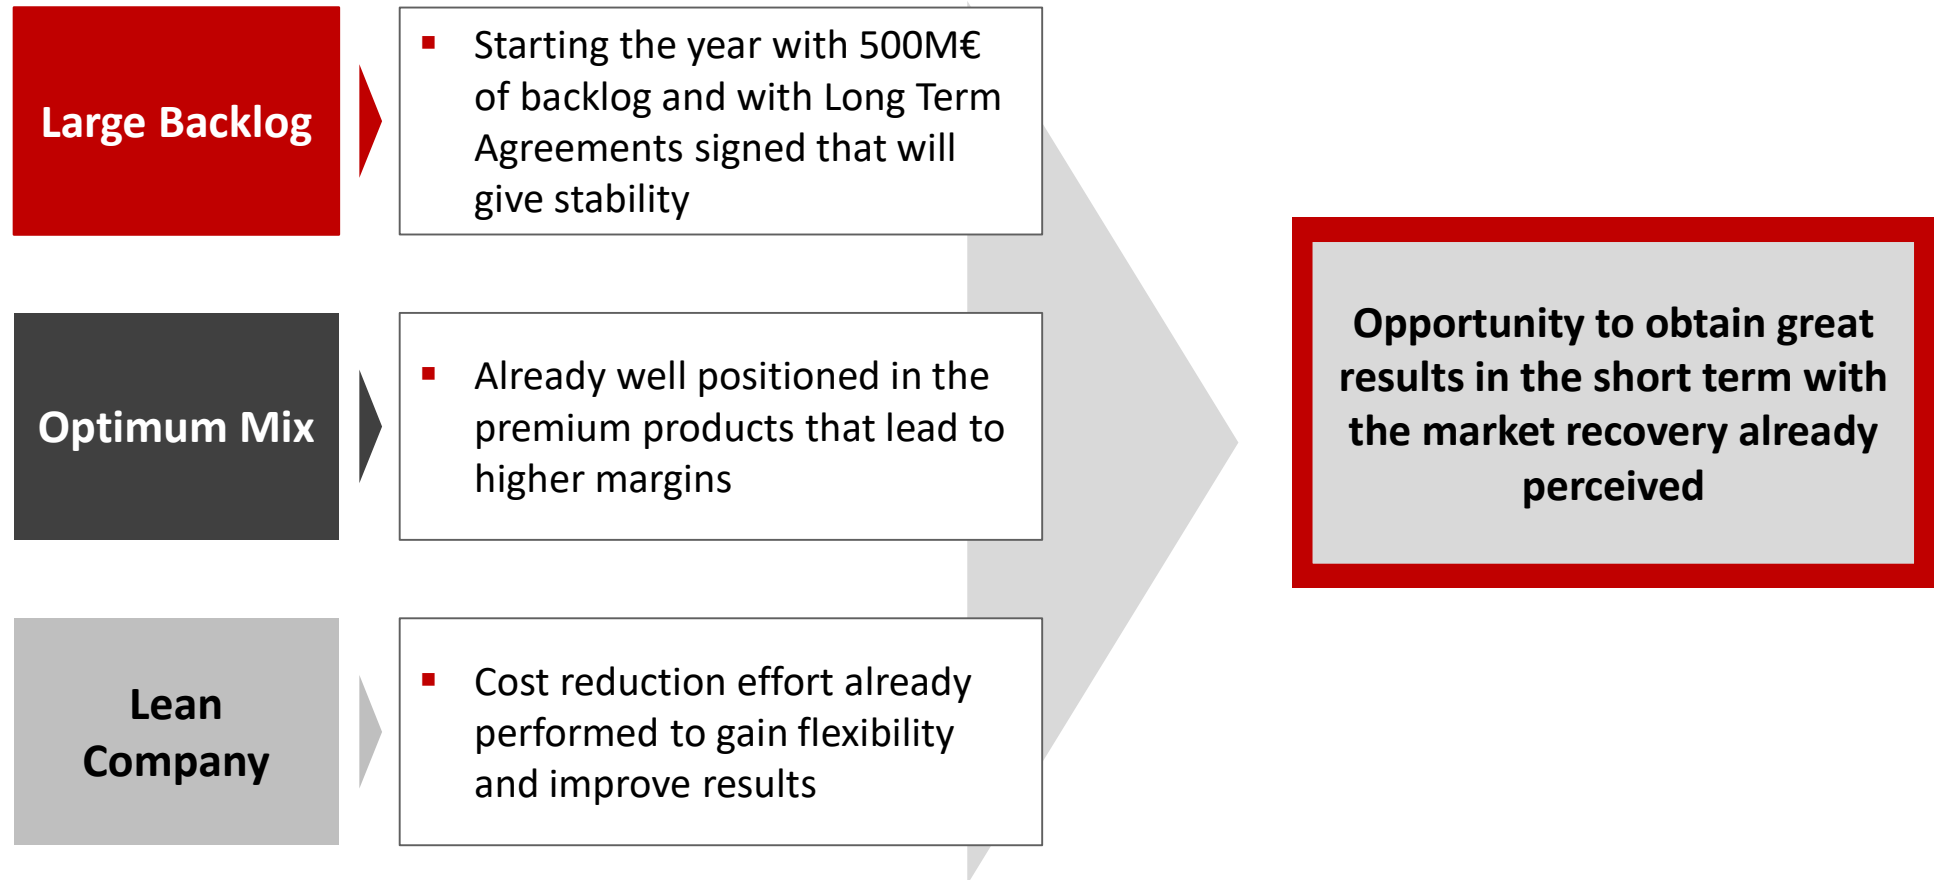 Large Backlog
▪ Starting the year with 500M€
of backlog and with Long Term
Agreements signed that will
give stability
Optimum Mix
▪ Already well positioned in the
premium products that lead to
higher margins
Lean
Company
▪ Cost reduction effort already
performed to gain flexibility
and improve results
Opportunity to obtain great
results in the short term with
the market recovery already
perceived